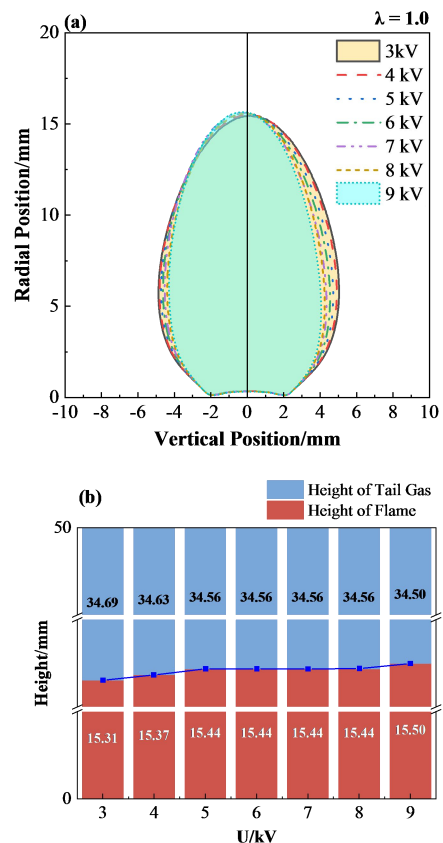 (a)
λ = 1.0
20
15
10
5
0
Radial Position/mm
3kV
4 kV
5 kV
6 kV
7 kV
8 kV
9 kV
-10 -8 -6 -4 -2 0 2 4 6 8 10
Vertical Position/mm
(b)
Height of Tail Gas
Height of Flame
50
0
Height/mm
34.69 34.63 34.56 34.56 34.56 34.56 34.50
15.31 15.37 15.44 15.44 15.44 15.44 15.50
3 4 5 6 7 8 9
U/kV